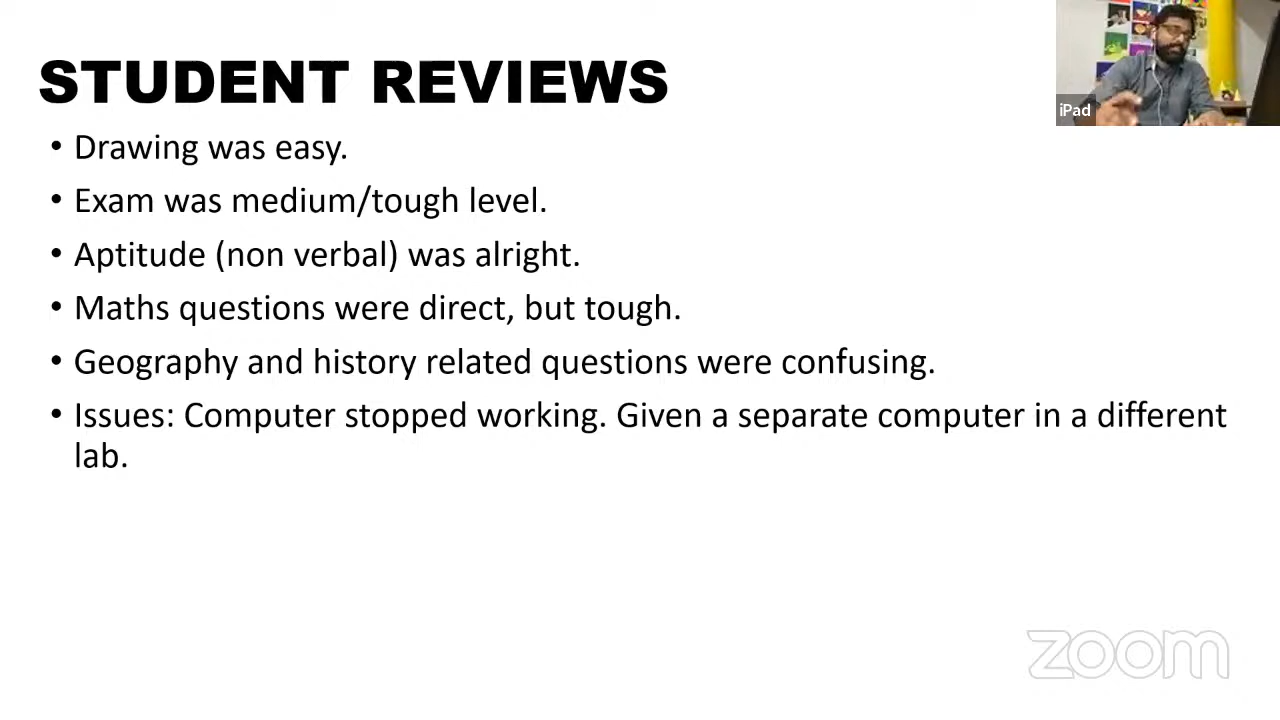 STUDENT REVIEWS
• Drawing was easy.
• Exam was medium/tough level.
• Aptitude (non verbal) was alright.
• Maths questions were direct, but tough.
• Geography and history related questions were confusing.
• Issues: Computer stopped working. Given a separate computer in a different
lab.
iPad
zoom